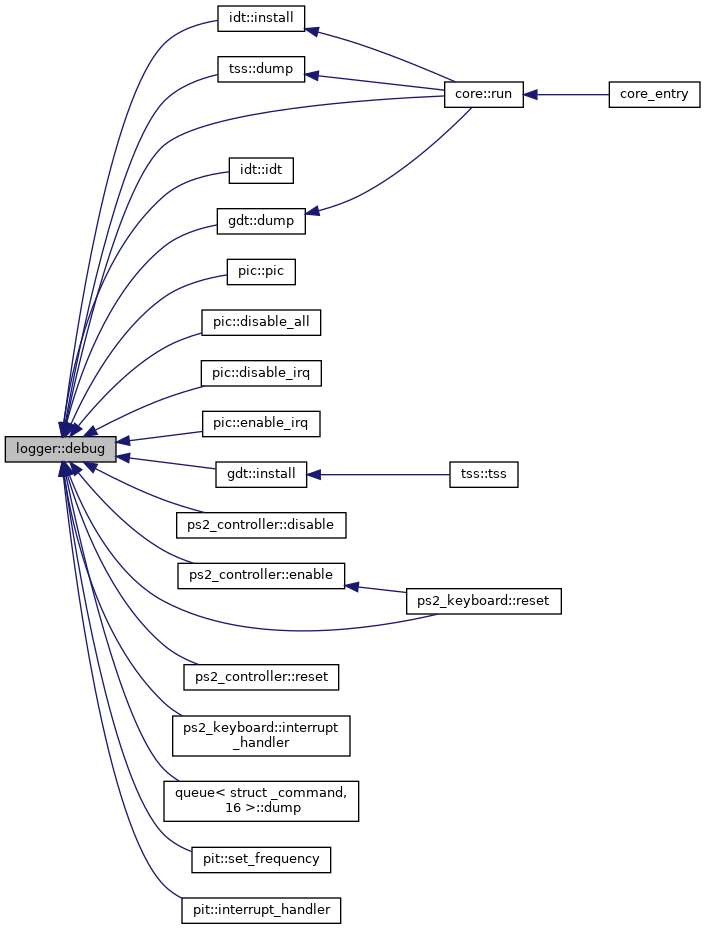 idt::install
tss::dump
core::run
core_entry
idt::idt
gdt::dump
pic::pic
pic::disable_all
pic::disable_irq
pic::enable_irq
logger::debug
gdt::install
tss::tss
ps2_controller::disable
ps2_controller::enable
ps2_keyboard::reset
ps2_controller::reset
ps2_keyboard::interrupt
_handler
queue< struct _command,
16 >::dump
pit::set_frequency
pit::interrupt_handler